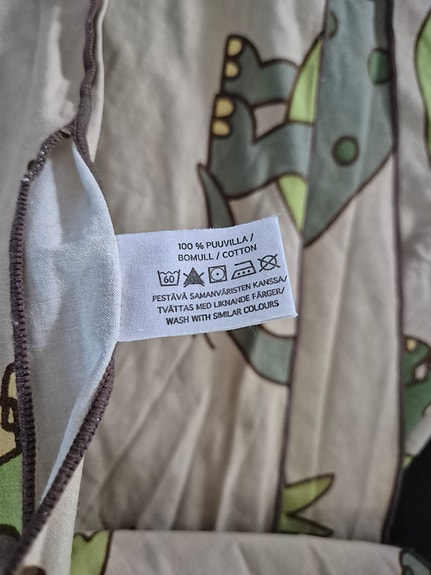 100 % PUUVILLA /
BOMULL / COTTON
60
PESTÄVÄ SAMANVÄRISTEN KANSSA/
TVÄTTAS MED LIKNANDE FÄRGER/
WASH WITH SIMILAR COLOURS